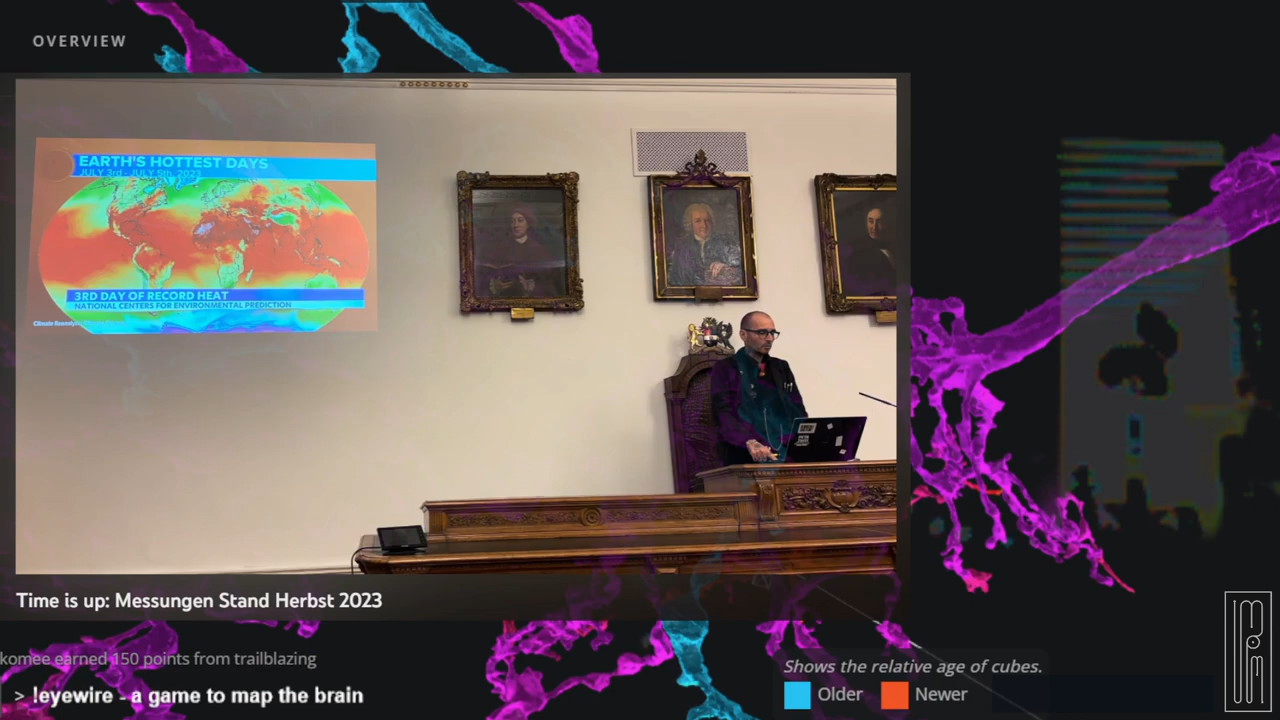 OVERVIEW
EARTH'S HOTTEST DAYS
JULY 3rd - JULY 5th, 2023
3RD DAY OF RECORD HEAT
NATIONAL CENTERS FOR ENVIRONMENTAL PREDICTION
Time is up: Messungen Stand Herbst 2023
komee earned 150 points from trailblazing
> !eyewire - a game to map the brain
Shows the relative age of cubes.
Older
Newer